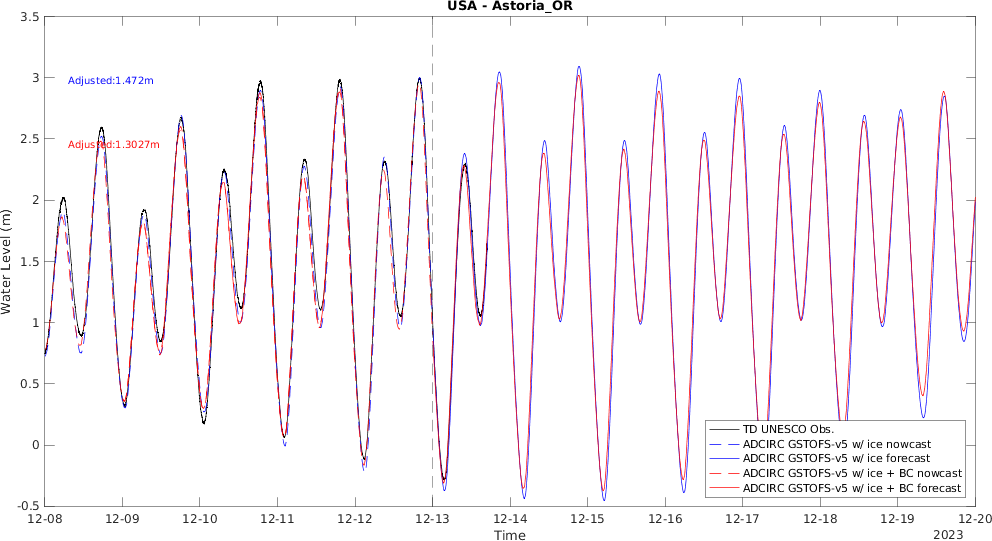 USA - Astoria_OR
3.5
3
2.5
2
1.5
1
0.5
0
-0.5
Water Level (m)
Adjusted:1.472m
Adjusted:1.3027m
TD UNESCO Obs.
ADCIRC GSTOFS-v5 w/ ice nowcast
ADCIRC GSTOFS-v5 w/ ice forecast
ADCIRC GSTOFS-v5 w/ ice + BC nowcast
ADCIRC GSTOFS-v5 w/ ice + BC forecast
12-08 12-09 12-10 12-11 12-12 12-13 12-14 12-15 12-16 12-17 12-18 12-19 12-20
Time
2023